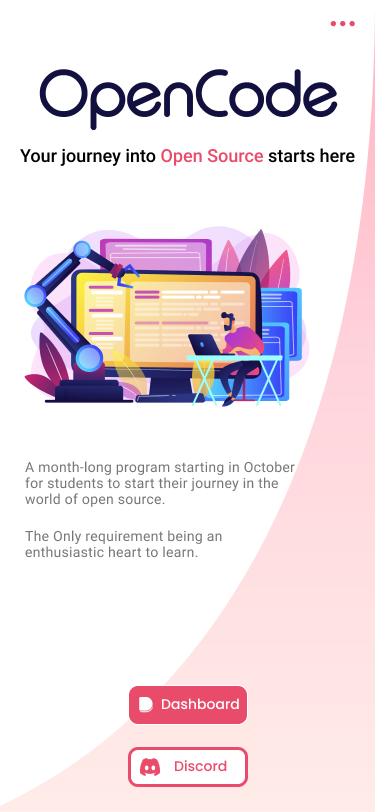 OpenCode
Your journey into Open Source starts here
A month-long program starting in October
for students to start their journey in the
world of open source.
The Only requirement being an
enthusiastic heart to learn.
Dashboard
Discord